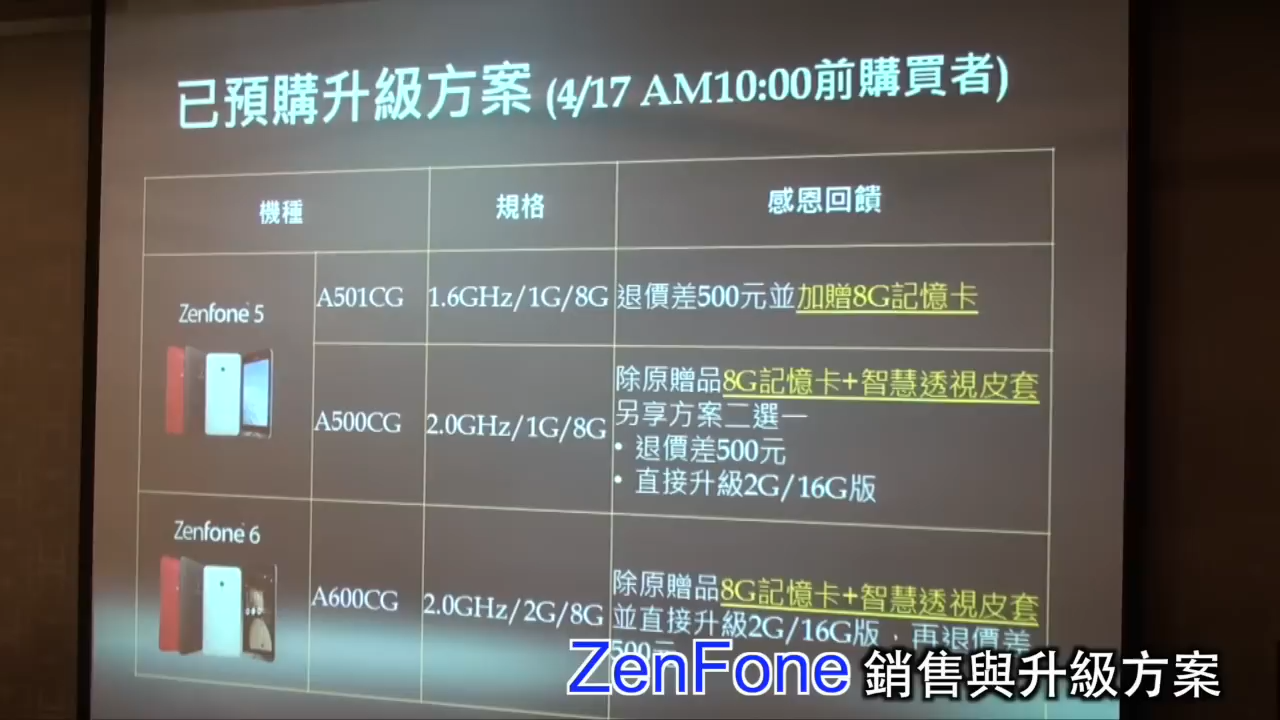 已預購升級方案 (4/17 AM10:00前購買者)
機種
規格
感恩回饋
Zenfone 5
A501CG
1.6GHz/1G/8G
退價差500元並加贈8G記憶卡
A500CG
2.0GHz/1G/8G
除原贈品8G記憶卡+智慧透視皮套
另享方案二選一
• 退價差500元
• 直接升級2G/16G版
Zenfone 6
A600CG
2.0GHz/2G/8G
除原贈品8G記憶卡+智慧透視皮套
並直接升級2G/16G版，再退價差
500元
ZenFone 銷售與升級方案